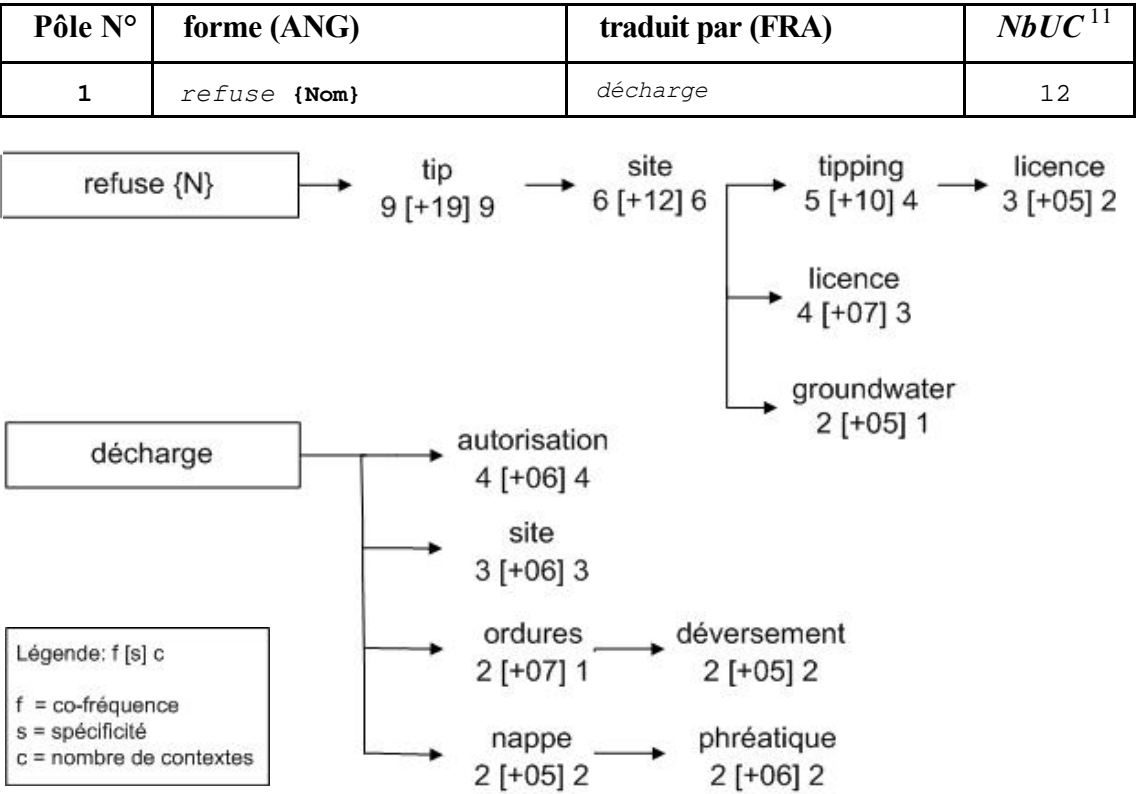 Pôle N° forme (ANG) traduit par (FRA) NbUC 11
1 refuse {Nom} décharge 12
refuse {N}
tip
9 [+19] 9
site
6 [+12] 6
tipping
5 [+10] 4
licence
3 [+05] 2
licence
4 [+07] 3
groundwater
2 [+05] 1
décharge
autorisation
4 [+06] 4
site
3 [+06] 3
ordures
2 [+07] 1
déversement
2 [+05] 2
nappe
2 [+05] 2
phréatique
2 [+06] 2
Légende: f [s] c
f = co-fréquence
s = spécificité
c = nombre de contextes